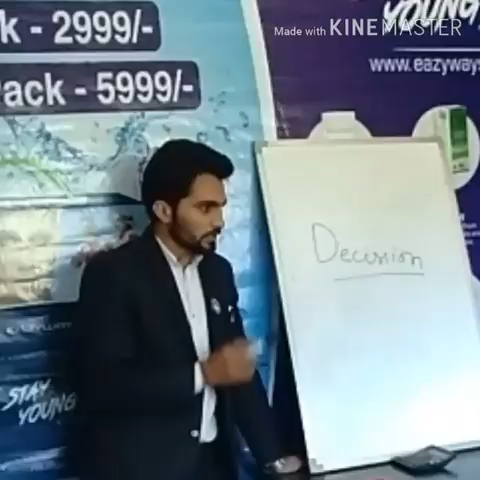 k - 2999/-
ack - 5999/-
YOUNG
Made with KINEMASTER
www.eazyways
Decision
STAY
YOUNG